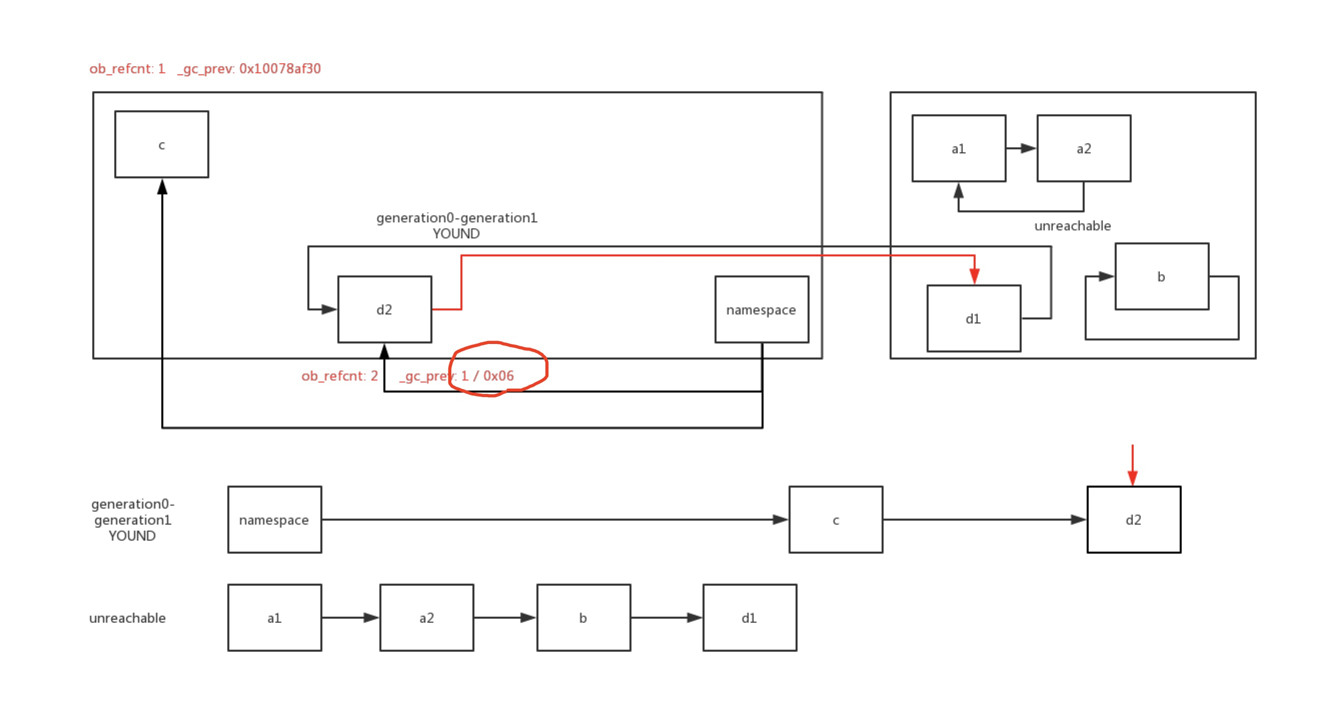 ob_refcnt: 1 _gc_prev: 0x10078af30
c
a1
a2
generation0-generation1
YOUND
unreachable
b
d2
namespace
d1
ob_refcnt: 2 _gc_prev: 1 / 0x06
generation0-
generation1
YOUND
namespace
c
d2
unreachable
a1
a2
b
d1